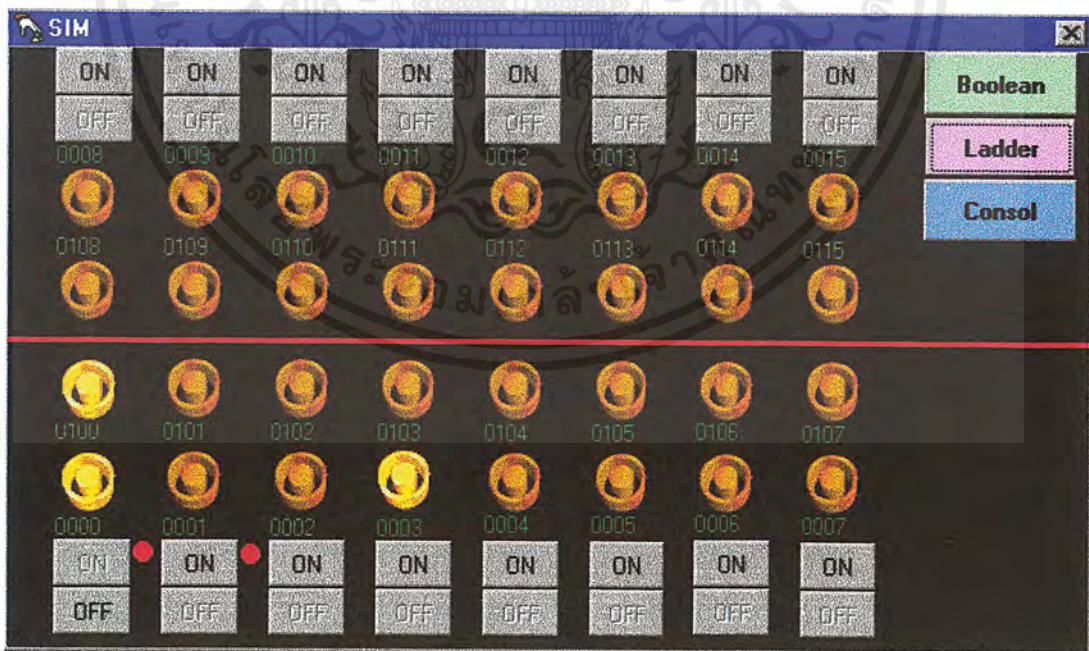 SIM
ON ON ON ON ON ON ON ON
OFF OFF OFF OFF OFF OFF OFF OFF
0008 0009 0010 0011 0012 0013 0014 0015
0108 0109 0110 0111 0112 0113 0114 0115
0100 0101 0102 0103 0104 0105 0106 0107
0000 0001 0002 0003 0004 0005 0006 0007
ON ON ON ON ON ON ON ON
OFF OFF OFF OFF OFF OFF OFF OFF
Boolean
Ladder
Consol